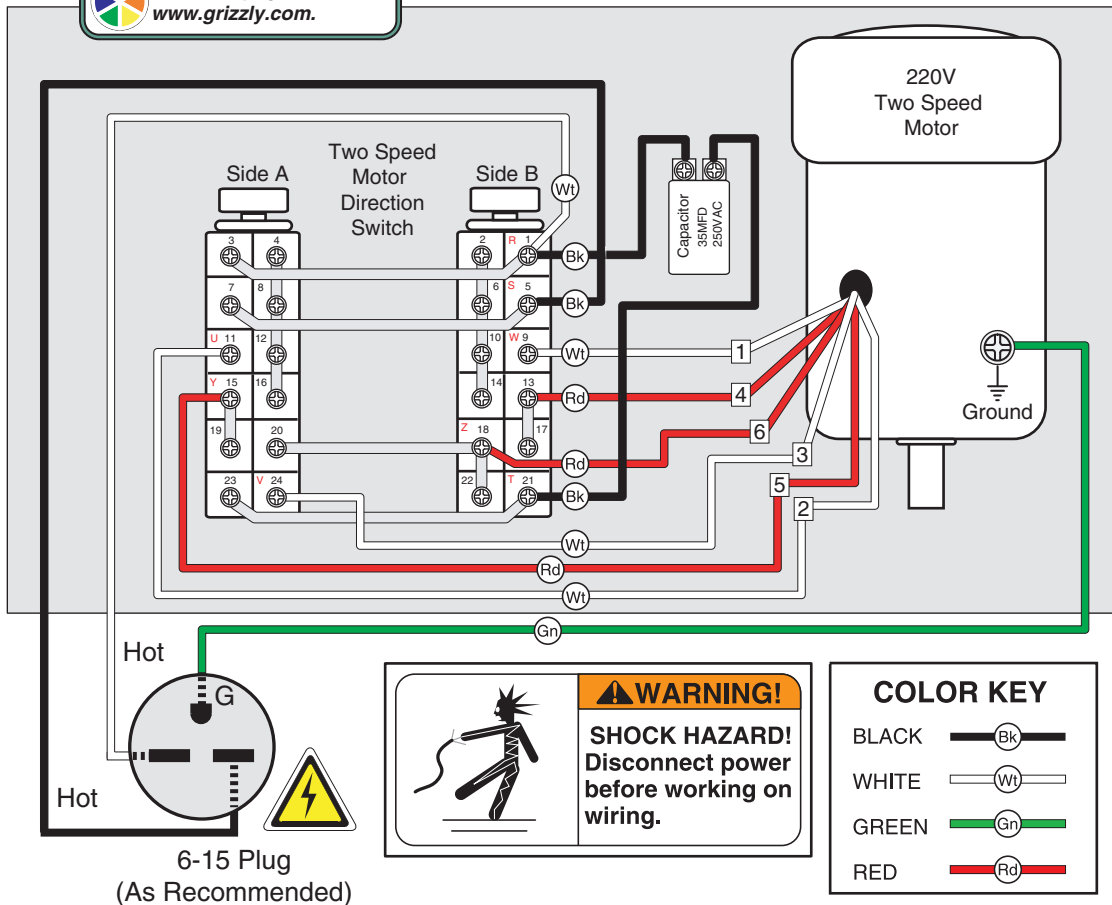 www.grizzly.com.
220V
Two Speed
Motor
Two Speed
Motor
Direction
Switch
Side A
Side B
Wt
Capacitor
35MFD
250VAC
3 4
2 R 1
Bk
7 8
6 S 5
Bk
U 11 12
10 W 9
Wt
1
Y 15 16
14 13
Rd
4
Ground
19 20
Z 18 17
6
Rd
3
23 V 24
22 T 21
Bk
5
2
Wt
Rd
Wt
Gn
Hot
G
Hot
6-15 Plug
(As Recommended)
WARNING!
SHOCK HAZARD!
Disconnect power
before working on
wiring.
COLOR KEY
BLACK Bk
WHITE Wt
GREEN Gn
RED Rd